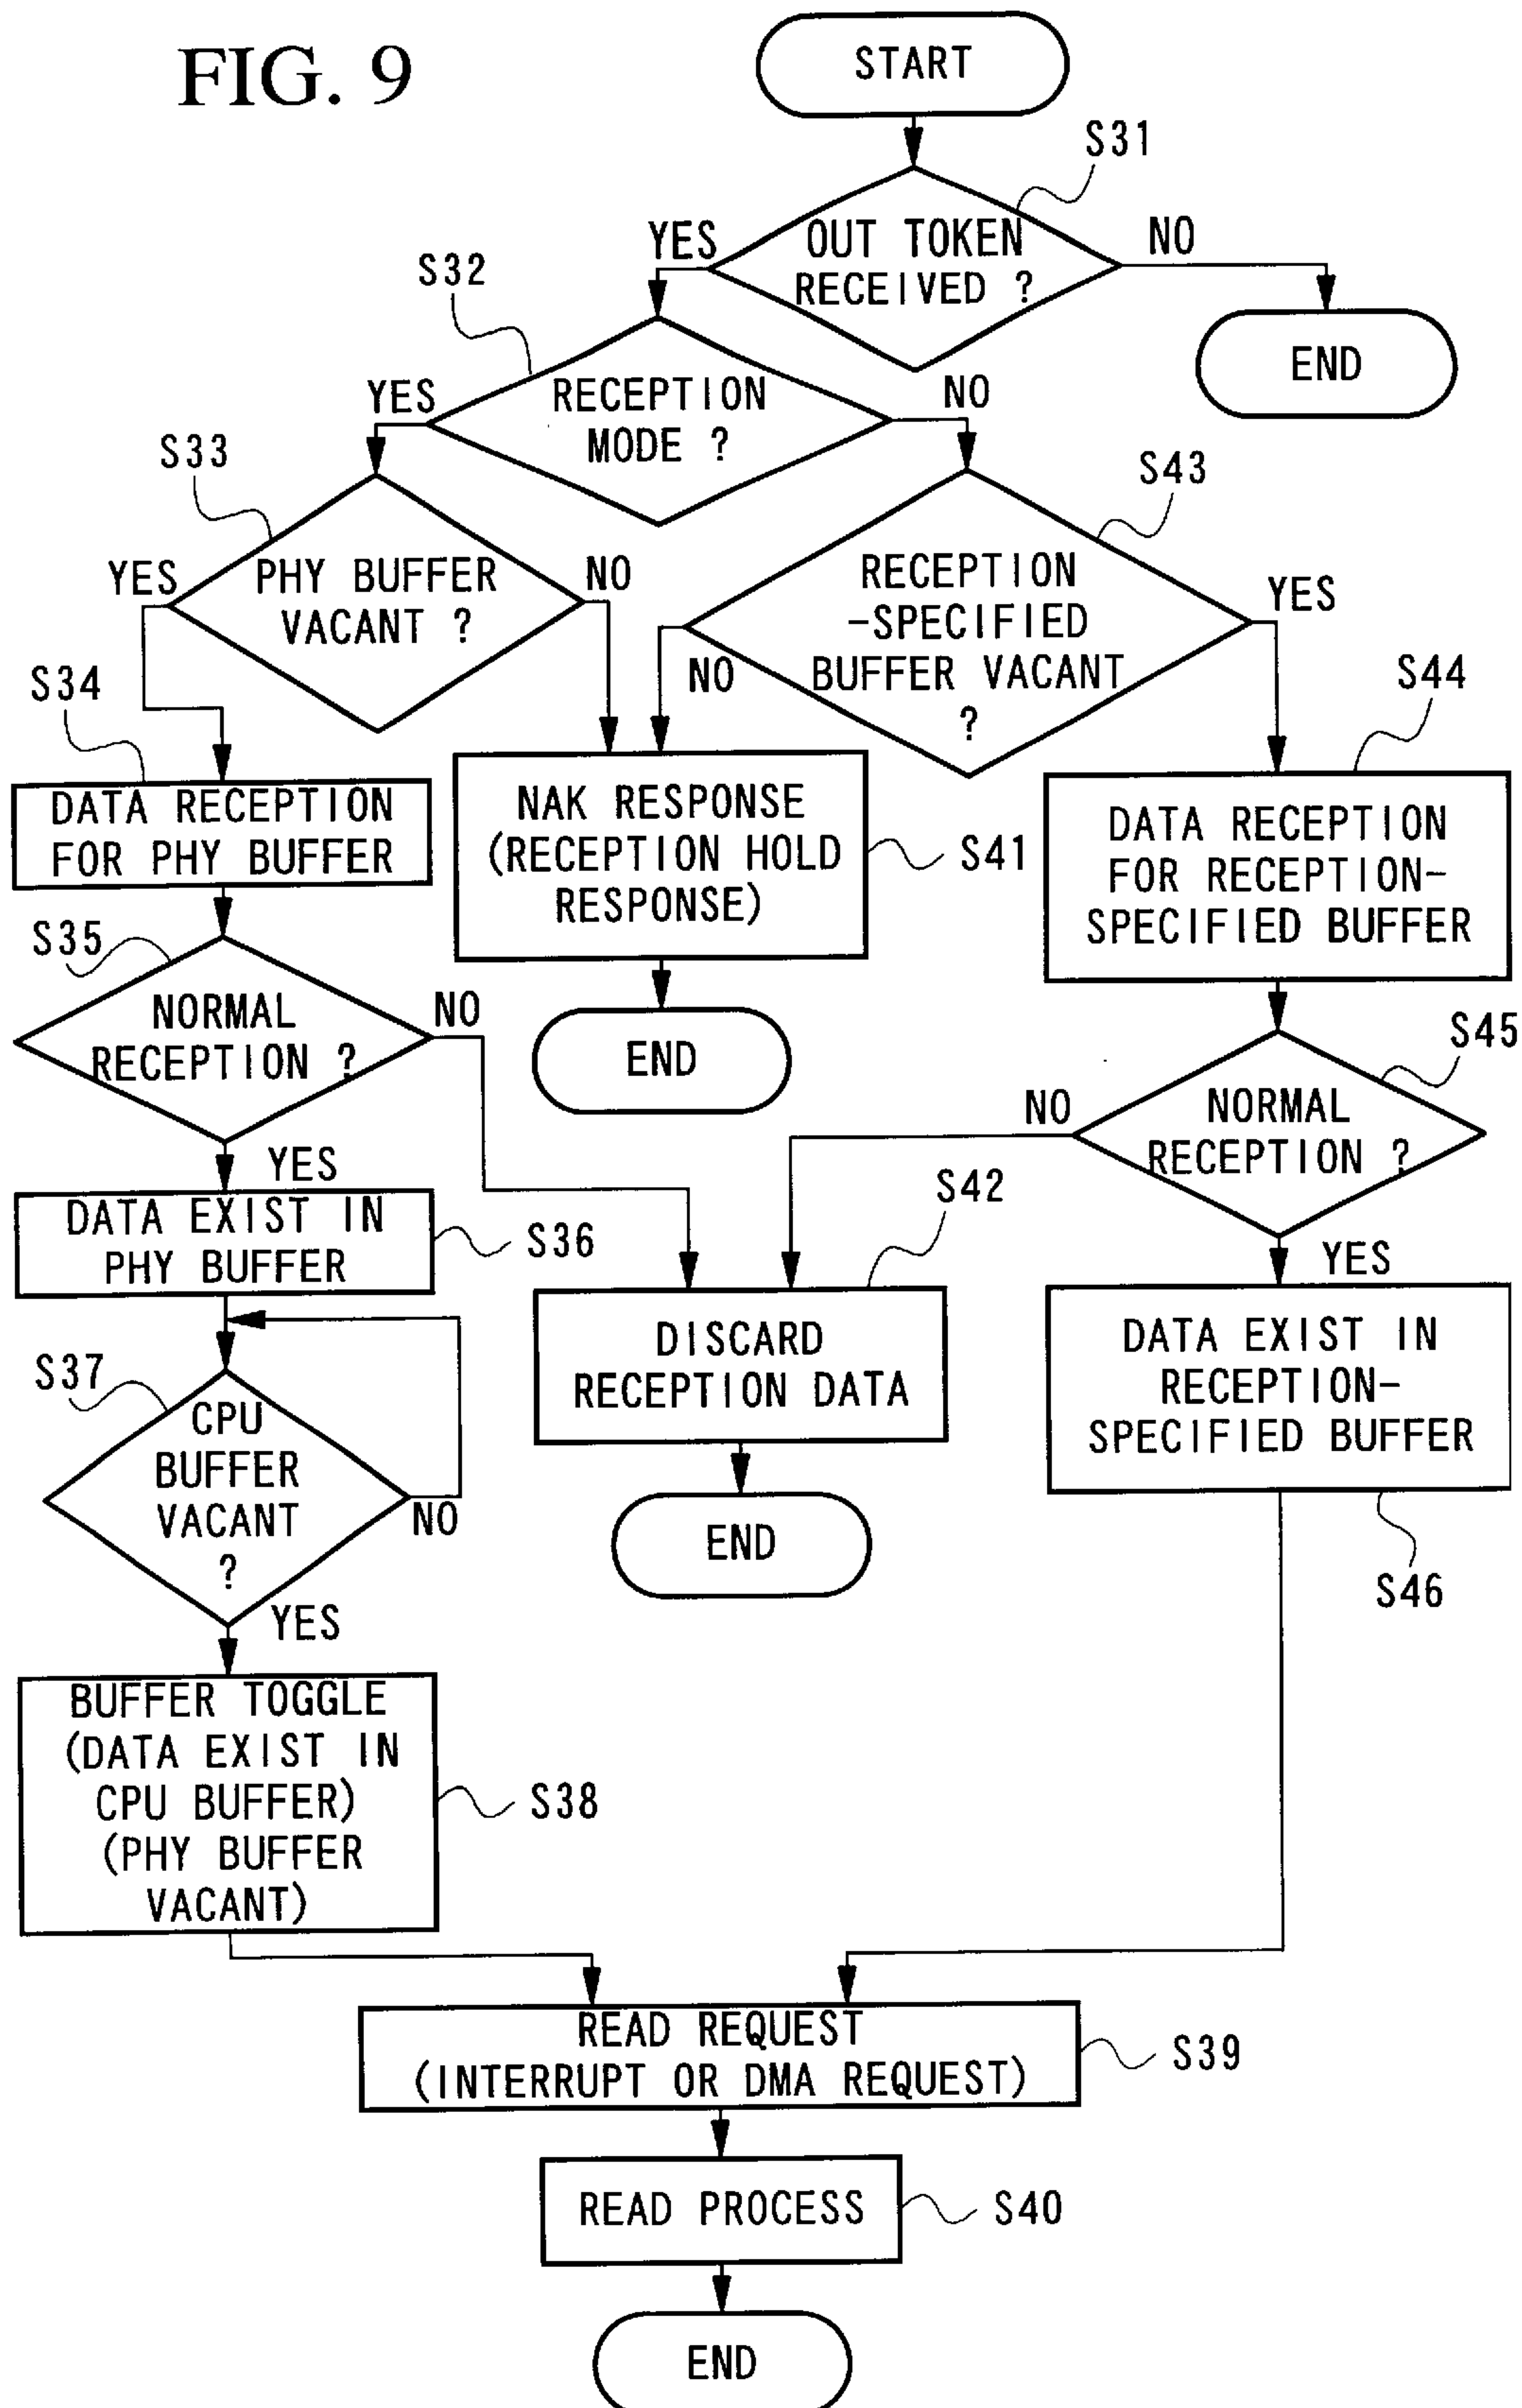 FIG. 9
START
S31
OUT TOKEN
RECEIVED ?
YES
NO
END
S32
RECEPTION
MODE ?
YES
NO
S33
PHY BUFFER
VACANT ?
YES
NO
S43
RECEPTION
-SPECIFIED
BUFFER VACANT
?
NO
YES
S34
DATA RECEPTION
FOR PHY BUFFER
NAK RESPONSE
(RECEPTION HOLD
RESPONSE)
S41
END
S44
DATA RECEPTION
FOR RECEPTION-
SPECIFIED BUFFER
S35
NORMAL
RECEPTION ?
NO
YES
S45
NORMAL
RECEPTION ?
NO
YES
DATA EXIST IN
PHY BUFFER
S36
S42
DISCARD
RECEPTION DATA
END
DATA EXIST IN
RECEPTION-
SPECIFIED BUFFER
S46
S37
CPU
BUFFER
VACANT
?
NO
YES
BUFFER TOGGLE
(DATA EXIST IN
CPU BUFFER)
(PHY BUFFER
VACANT)
S38
READ REQUEST
(INTERRUPT OR DMA REQUEST)
S39
READ PROCESS
S40
END